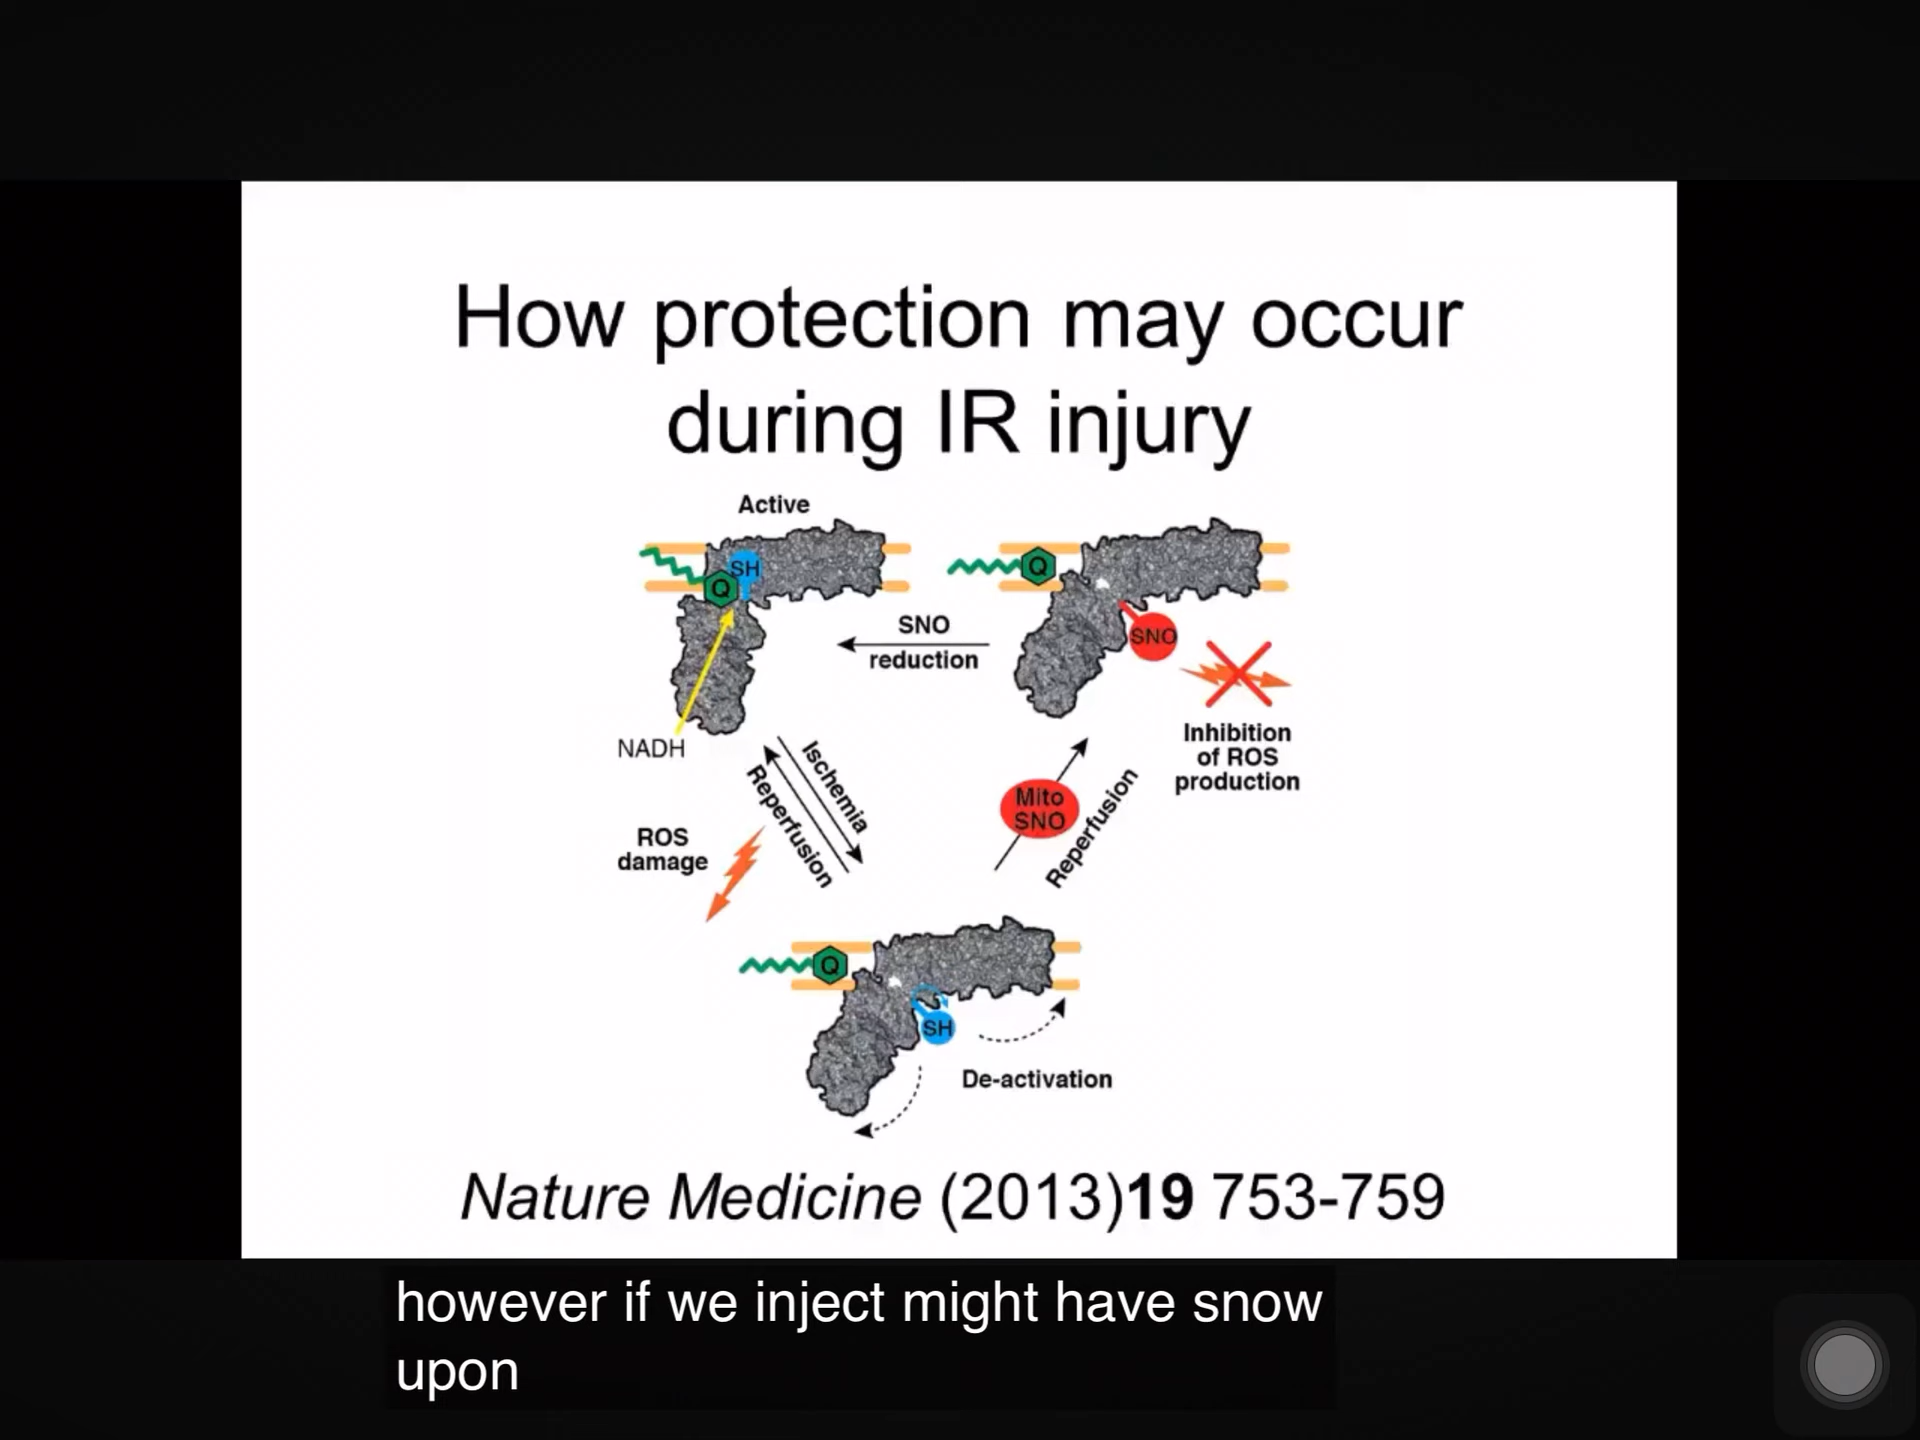 How protection may occur
during IR injury
Active
SH
Q
Q
SNO
SNO
reduction
NADH
Inhibition
of ROS
production
Ischemia
Reperfusion
Mito
SNO
Reperfusion
ROS
damage
Q
SH
De-activation
Nature Medicine (2013)19 753-759
however if we inject might have snow
upon